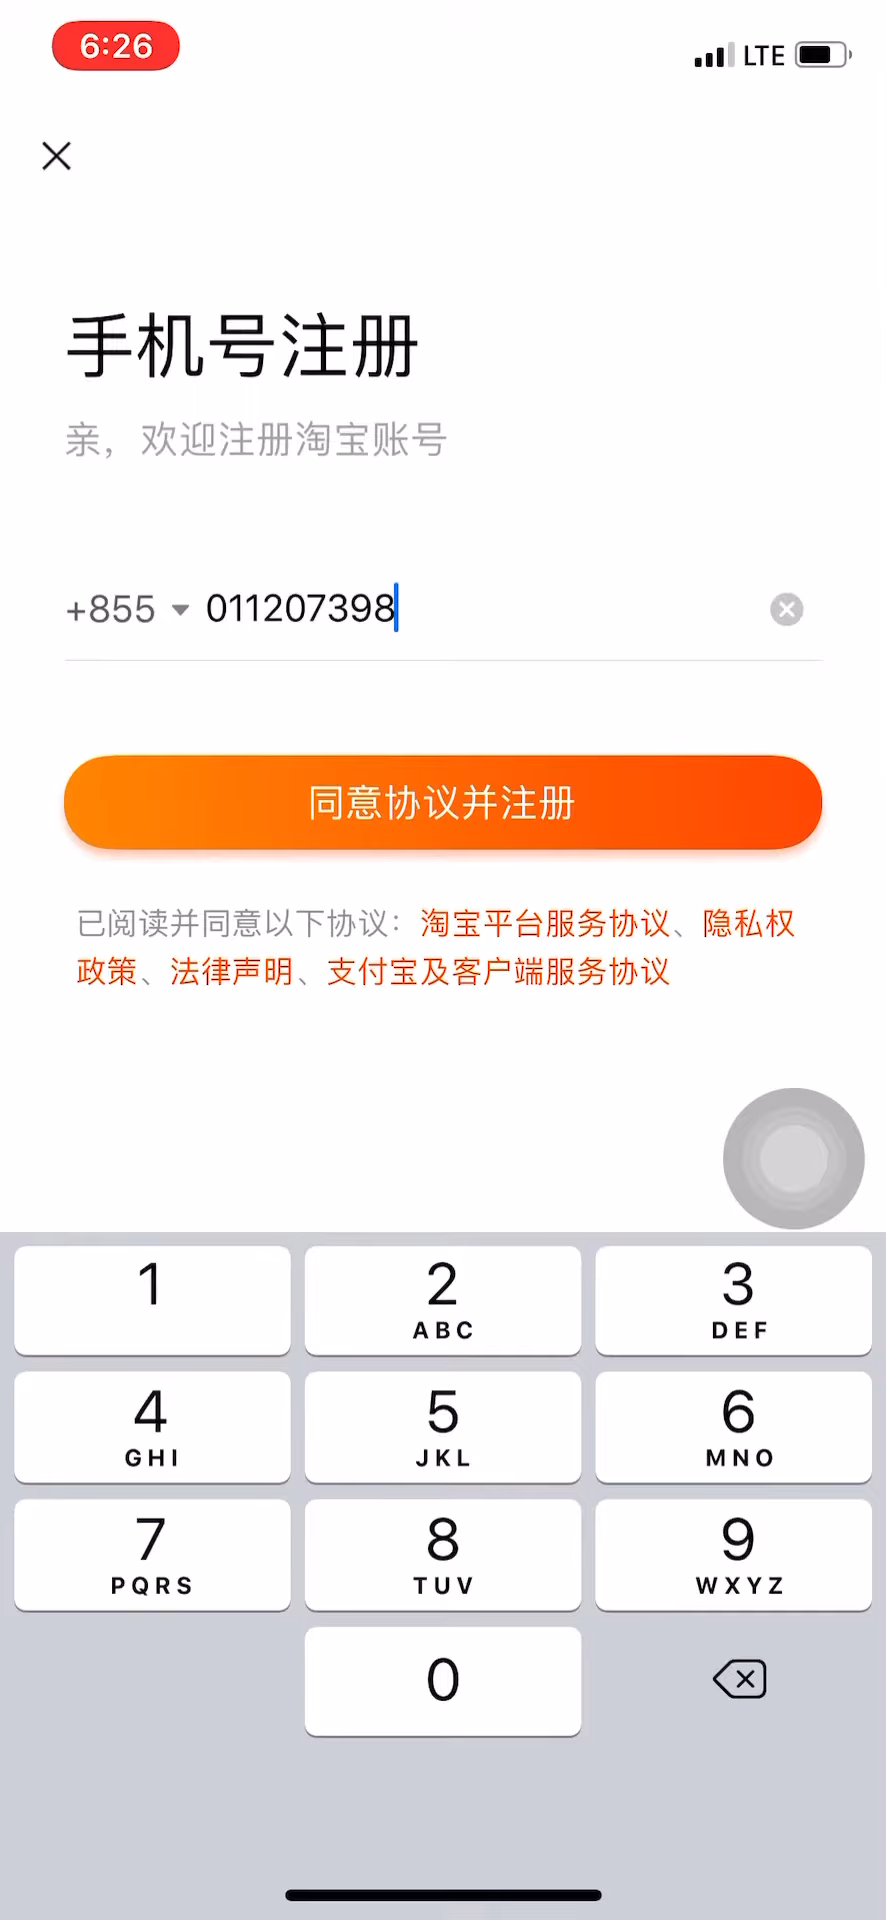 6:26
LTE
手机号注册
亲，欢迎注册淘宝账号
+855 011207398
同意协议并注册
已阅读并同意以下协议：淘宝平台服务协议、隐私权
政策、法律声明、支付宝及客户端服务协议
1 2 3
ABC DEF
4 5 6
GHI JKL MNO
7 8 9
PQRS TUV WXYZ
0